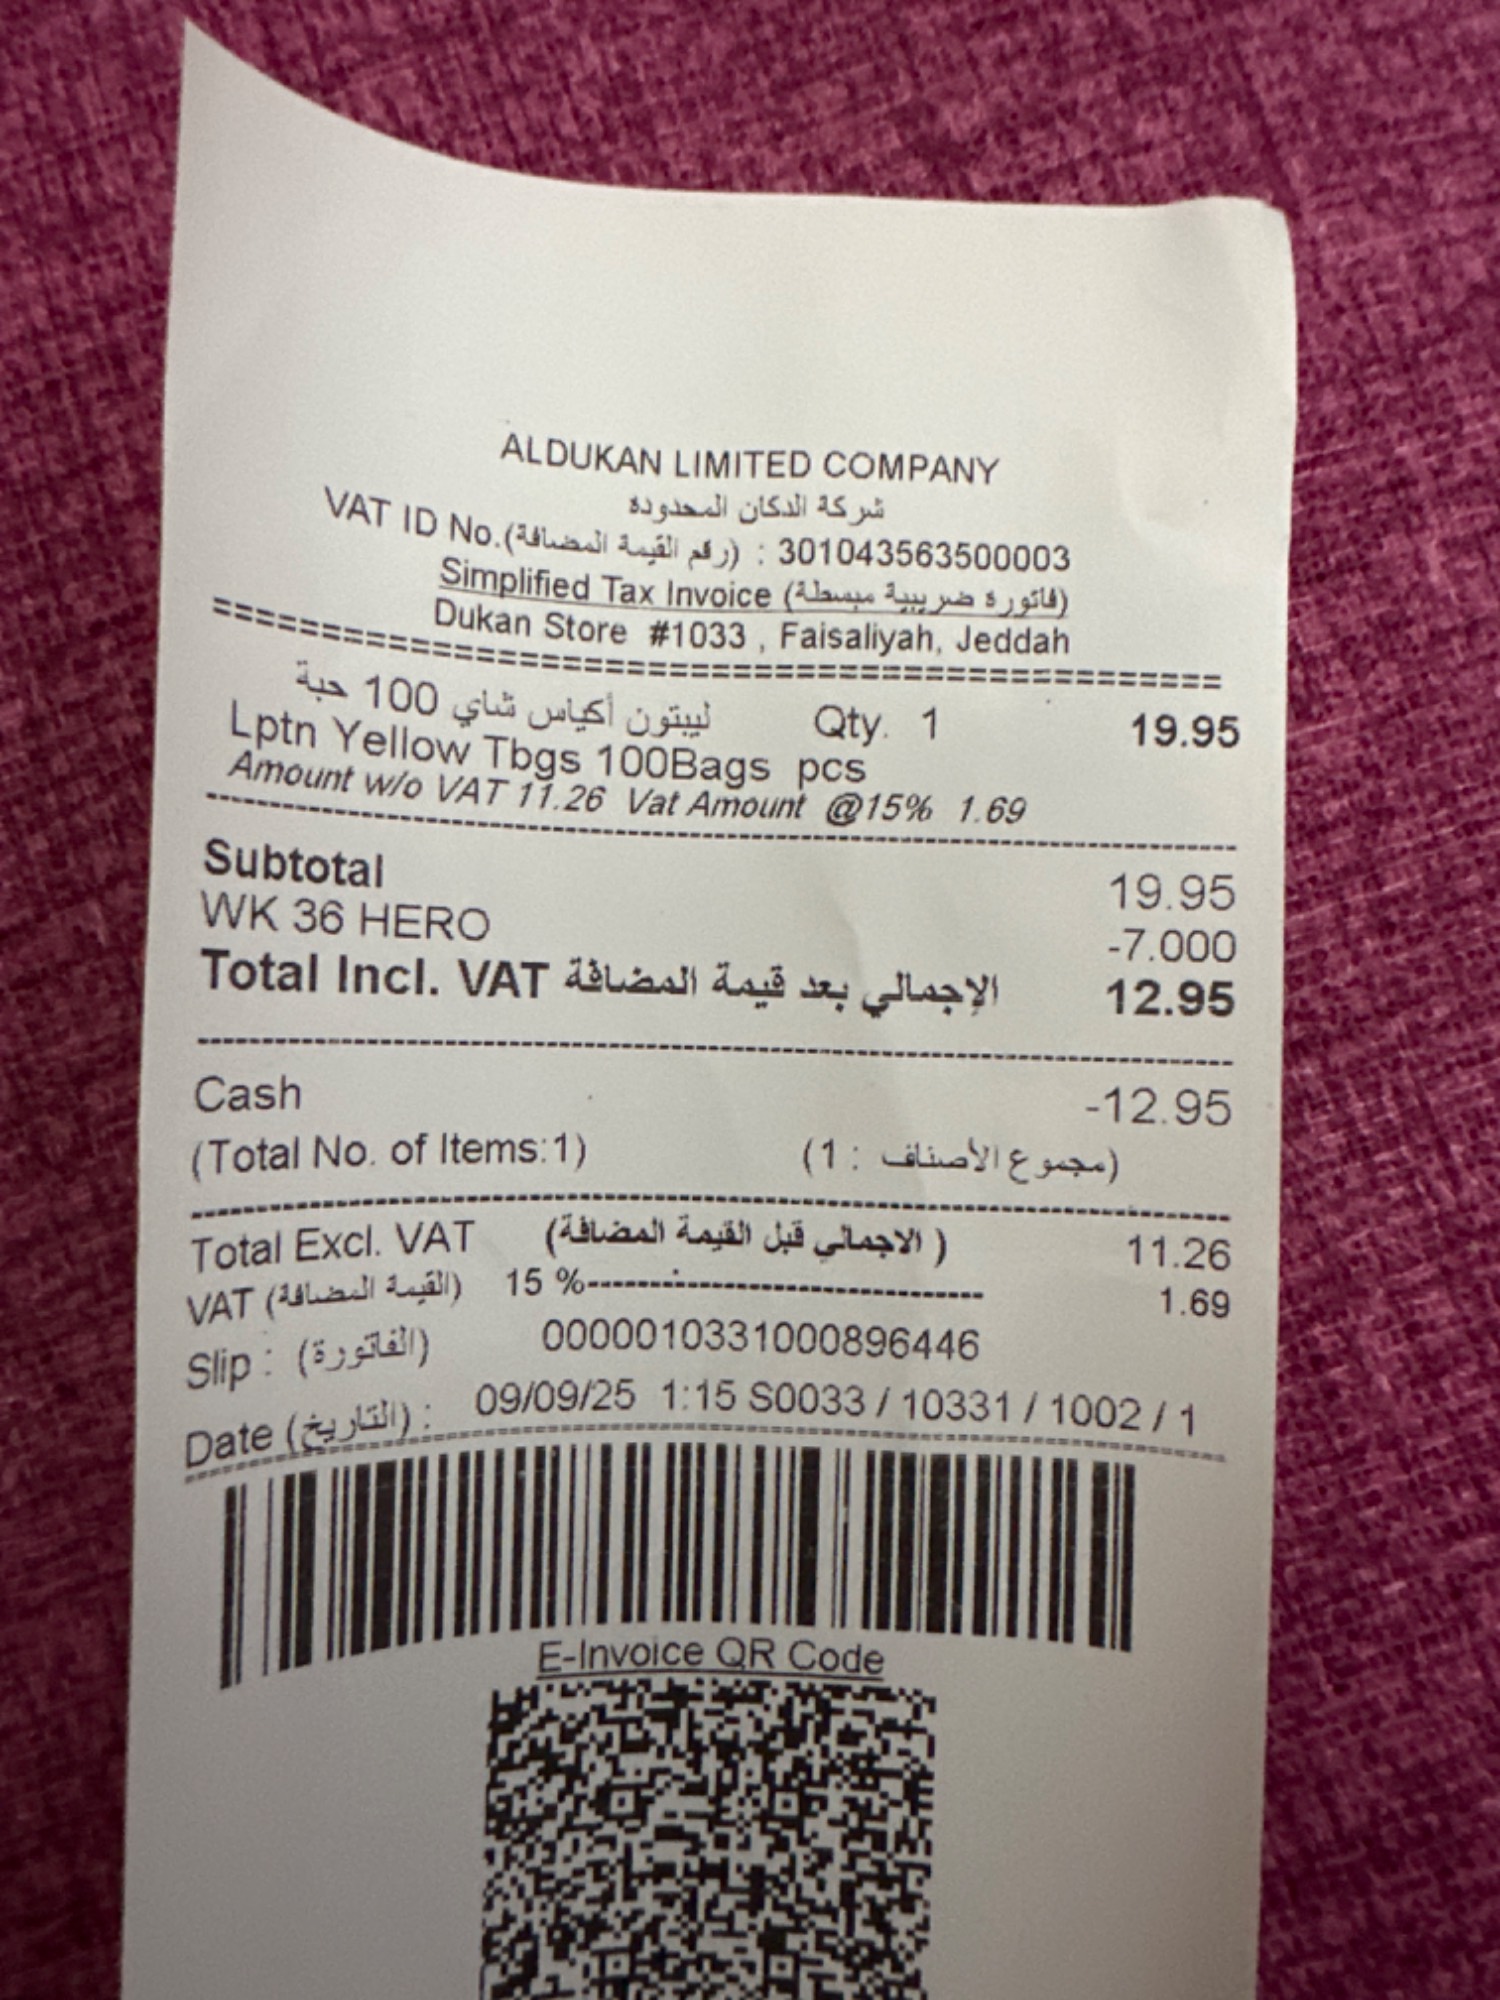 ALDUKAN LIMITED COMPANY
شركة الدكان المحدوده
VAT ID No.(رقم القيمة المضافة) : 301043563500003
Simplified Tax Invoice (فاتورة ضريبية مبسطة)
Dukan Store #1033 , Faisaliyah, Jeddah
ليبتون أكياس شاي 100 حبة Qty. 1 19.95
Lptn Yellow Tbgs 100Bags pcs
Amount w/o VAT 11.26 Vat Amount @15% 1.69
Subtotal 19.95
WK 36 HERO -7.000
Total Incl. VAT الإجمالي بعد قيمة المضافة 12.95
Cash -12.95
(Total No. of Items:1) (مجموع الأصناف : 1)
Total Excl. VAT (الاجمالي قبل القيمة المضافة ) 11.26
VAT (القيمة المضافة) 15 %------------------------------- 1.69
Slip : (الفاتورة) 0000010331000896446
Date (التاريخ) : 09/09/25 1:15 S0033 / 10331 / 1002 / 1
E-Invoice QR Code